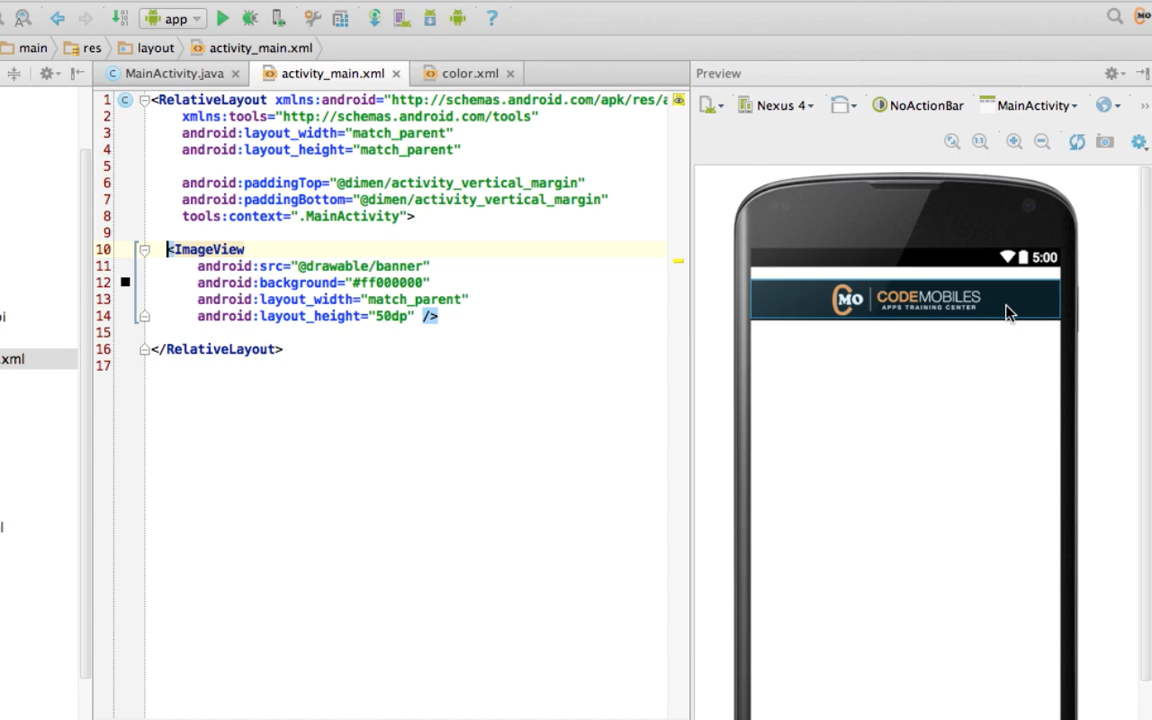 app
main res layout activity_main.xml
MainActivity.java activity_main.xml color.xml
Preview
Nexus 4 NoActionBar MainActivity
1 <RelativeLayout xmlns:android="http://schemas.android.com/apk/res/a
2 xmlns:tools="http://schemas.android.com/tools"
3 android:layout_width="match_parent"
4 android:layout_height="match_parent"
5
6 android:paddingTop="@dimen/activity_vertical_margin"
7 android:paddingBottom="@dimen/activity_vertical_margin"
8 tools:context=".MainActivity">
9
10 <ImageView
11 android:src="@drawable/banner"
12 android:background="#ff000000"
13 android:layout_width="match_parent"
14 android:layout_height="50dp" />
15
16 </RelativeLayout>
17
.xml
5:00
CMO CODEMOBILES
APPS TRAINING CENTER